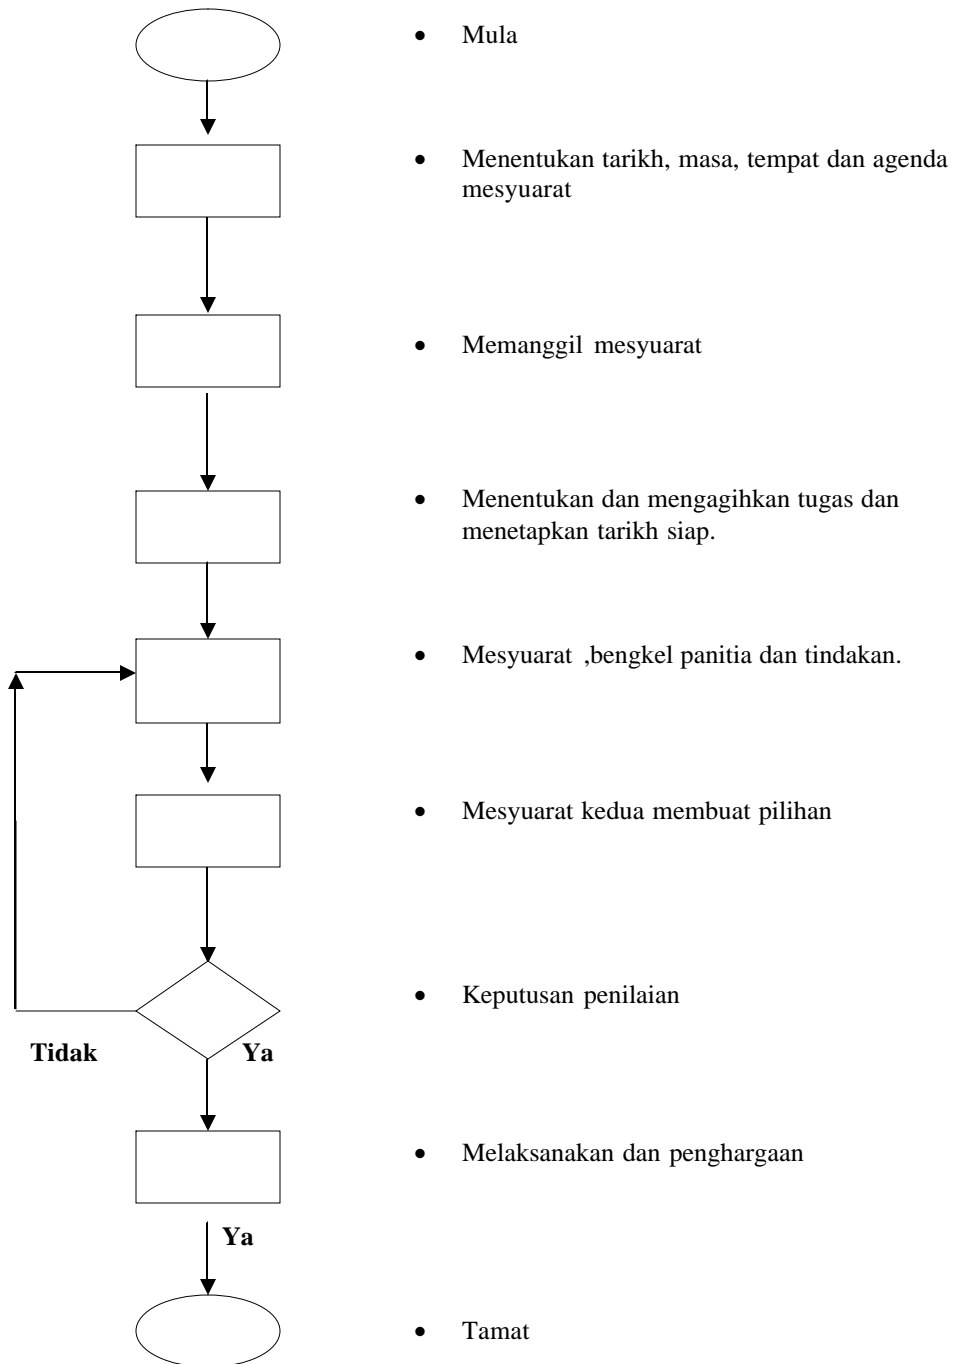 • Mula
• Menentukan tarikh, masa, tempat dan agenda
mesyuarat
• Memanggil mesyuarat
• Menentukan dan mengagihkan tugas dan
menetapkan tarikh siap.
• Mesyuarat ,bengkel panitia dan tindakan.
• Mesyuarat kedua membuat pilihan
• Keputusan penilaian
Tidak
Ya
• Melaksanakan dan penghargaan
Ya
• Tamat